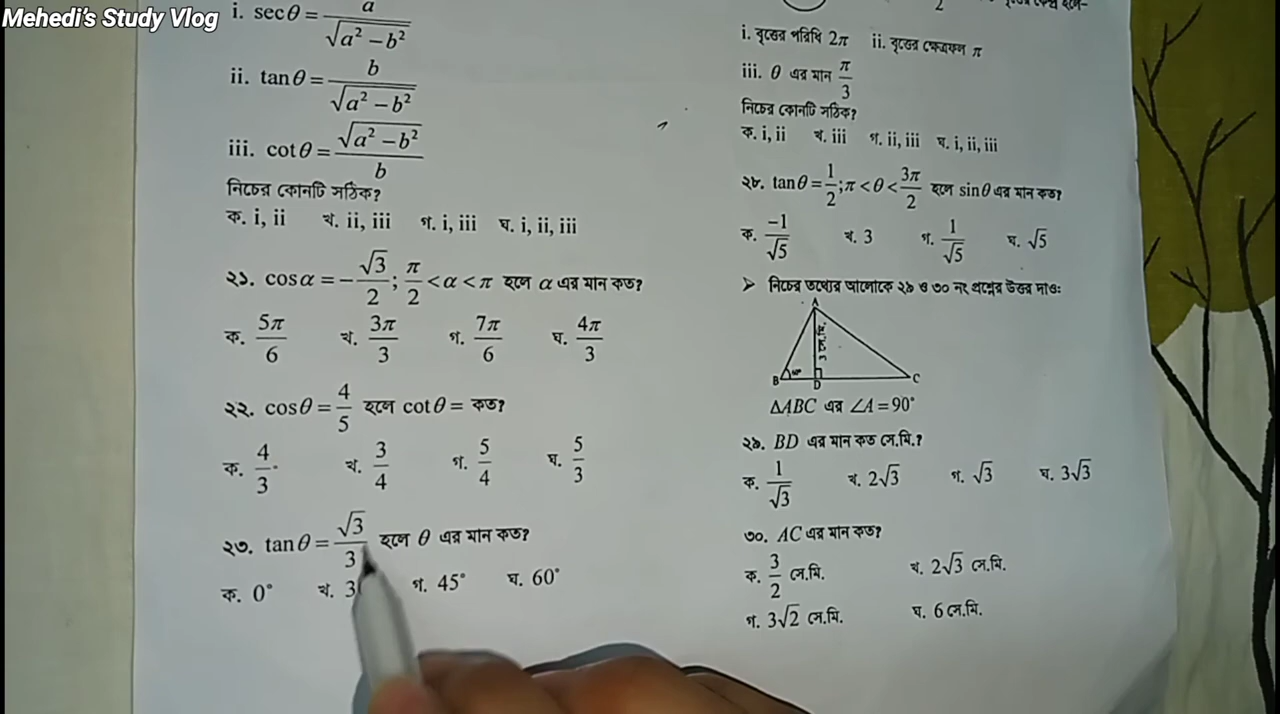 Mehedi's Study Vlog
i. secθ = a/√(a² − b²)
ii. tanθ = b/√(a² − b²)
iii. cotθ = √(a² − b²)/b
নিচের কোনটি সঠিক?
ক. i, ii খ. ii, iii গ. i, iii ঘ. i, ii, iii
২১. cosα = −√3/2 ; π/2 < α < π হলে α এর মান কত?
ক. 5π/6 খ. 3π/3 গ. 7π/6 ঘ. 4π/3
২২. cosθ = 4/5 হলে cotθ = কত?
ক. 4/3 খ. 3/4 গ. 5/4 ঘ. 5/3
২৩. tanθ = √3/3 হলে θ এর মান কত?
ক. 0° খ. 3 গ. 45° ঘ. 60°
2
i. বৃত্তের পরিধি 2π ii. বৃত্তের ক্ষেত্রফল π
iii. θ এর মান π/3
নিচের কোনটি সঠিক?
ক. i, ii খ. iii গ. ii, iii ঘ. i, ii, iii
২৮. tanθ = 1/2 ; π < θ < 3π/2 হলে sinθ এর মান কত?
ক. −1/√5 খ. 3 গ. 1/√5 ঘ. √5
➤ নিচের তথ্যের আলোকে ২৯ ও ৩০ নং প্রশ্নের উত্তর দাও:
A
B D C
ΔABC এর ∠A = 90°
২৯. BD এর মান কত সে.মি.?
ক. 1/√3 খ. 2√3 গ. √3 ঘ. 3√3
৩০. AC এর মান কত?
ক. 3/2 সে.মি. খ. 2√3 সে.মি.
গ. 3√2 সে.মি. ঘ. 6 সে.মি.